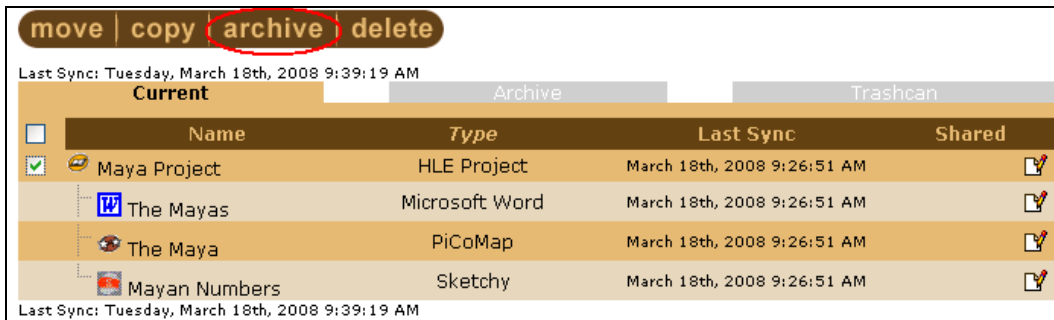 move | copy | archive | delete
Last Sync: Tuesday, March 18th, 2008 9:39:19 AM
Current Archive Trashcan
Name Type Last Sync Shared
Maya Project HLE Project March 18th, 2008 9:26:51 AM
The Mayas Microsoft Word March 18th, 2008 9:26:51 AM
The Maya PiCoMap March 18th, 2008 9:26:51 AM
Mayan Numbers Sketchy March 18th, 2008 9:26:51 AM
Last Sync: Tuesday, March 18th, 2008 9:39:19 AM